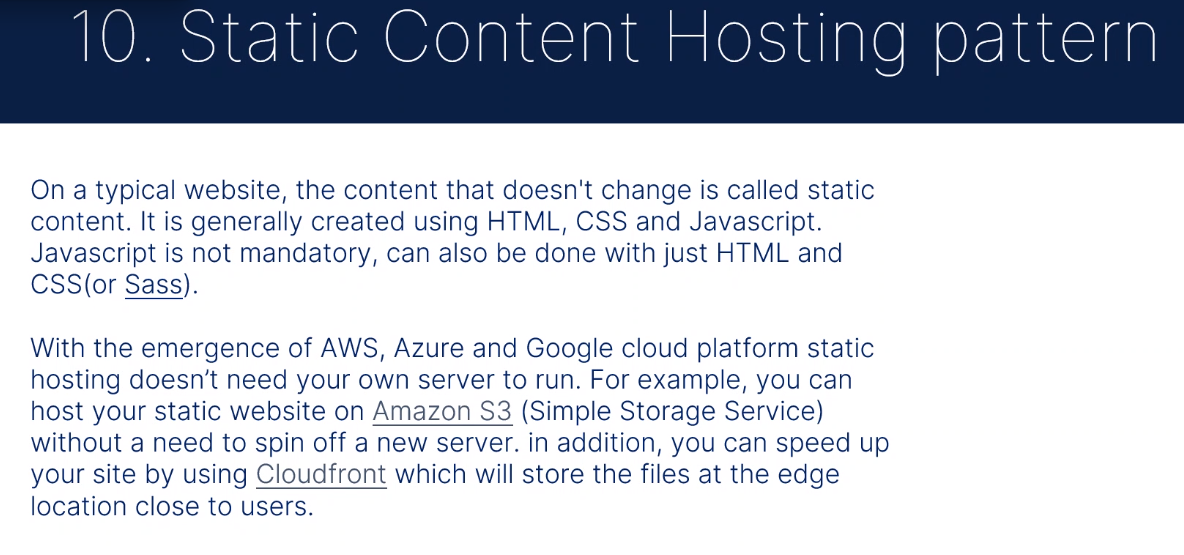 10. Static Content Hosting pattern
On a typical website, the content that doesn't change is called static
content. It is generally created using HTML, CSS and Javascript.
Javascript is not mandatory, can also be done with just HTML and
CSS(or Sass).
With the emergence of AWS, Azure and Google cloud platform static
hosting doesn’t need your own server to run. For example, you can
host your static website on Amazon S3 (Simple Storage Service)
without a need to spin off a new server. in addition, you can speed up
your site by using Cloudfront which will store the files at the edge
location close to users.